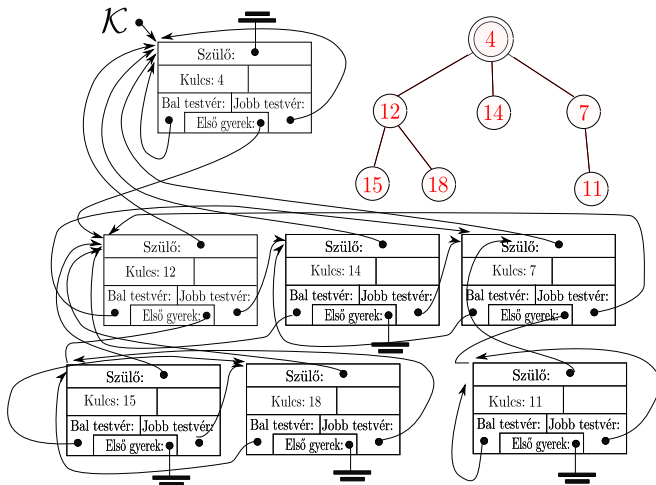 K
Szülő:
Kulcs: 4
Bal testvér: Jobb testvér:
Első gyerek:
4
12
14
7
15
18
11
Szülő:
Kulcs: 12
Bal testvér: Jobb testvér:
Első gyerek:
Szülő:
Kulcs: 14
Bal testvér: Jobb testvér:
Első gyerek:
Szülő:
Kulcs: 7
Bal testvér: Jobb testvér:
Első gyerek:
Szülő:
Kulcs: 15
Bal testvér: Jobb testvér:
Első gyerek:
Szülő:
Kulcs: 18
Bal testvér: Jobb testvér:
Első gyerek:
Szülő:
Kulcs: 11
Bal testvér: Jobb testvér:
Első gyerek: